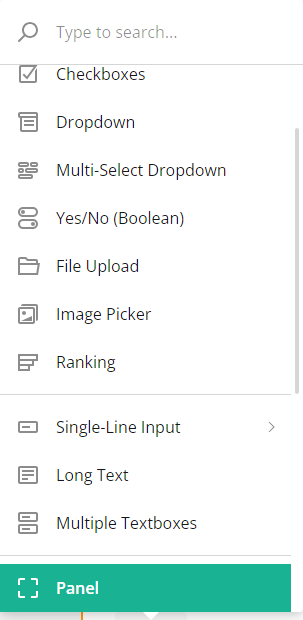 Type to search...
Checkboxes
Dropdown
Multi-Select Dropdown
Yes/No (Boolean)
File Upload
Image Picker
Ranking
Single-Line Input
Long Text
Multiple Textboxes
Panel